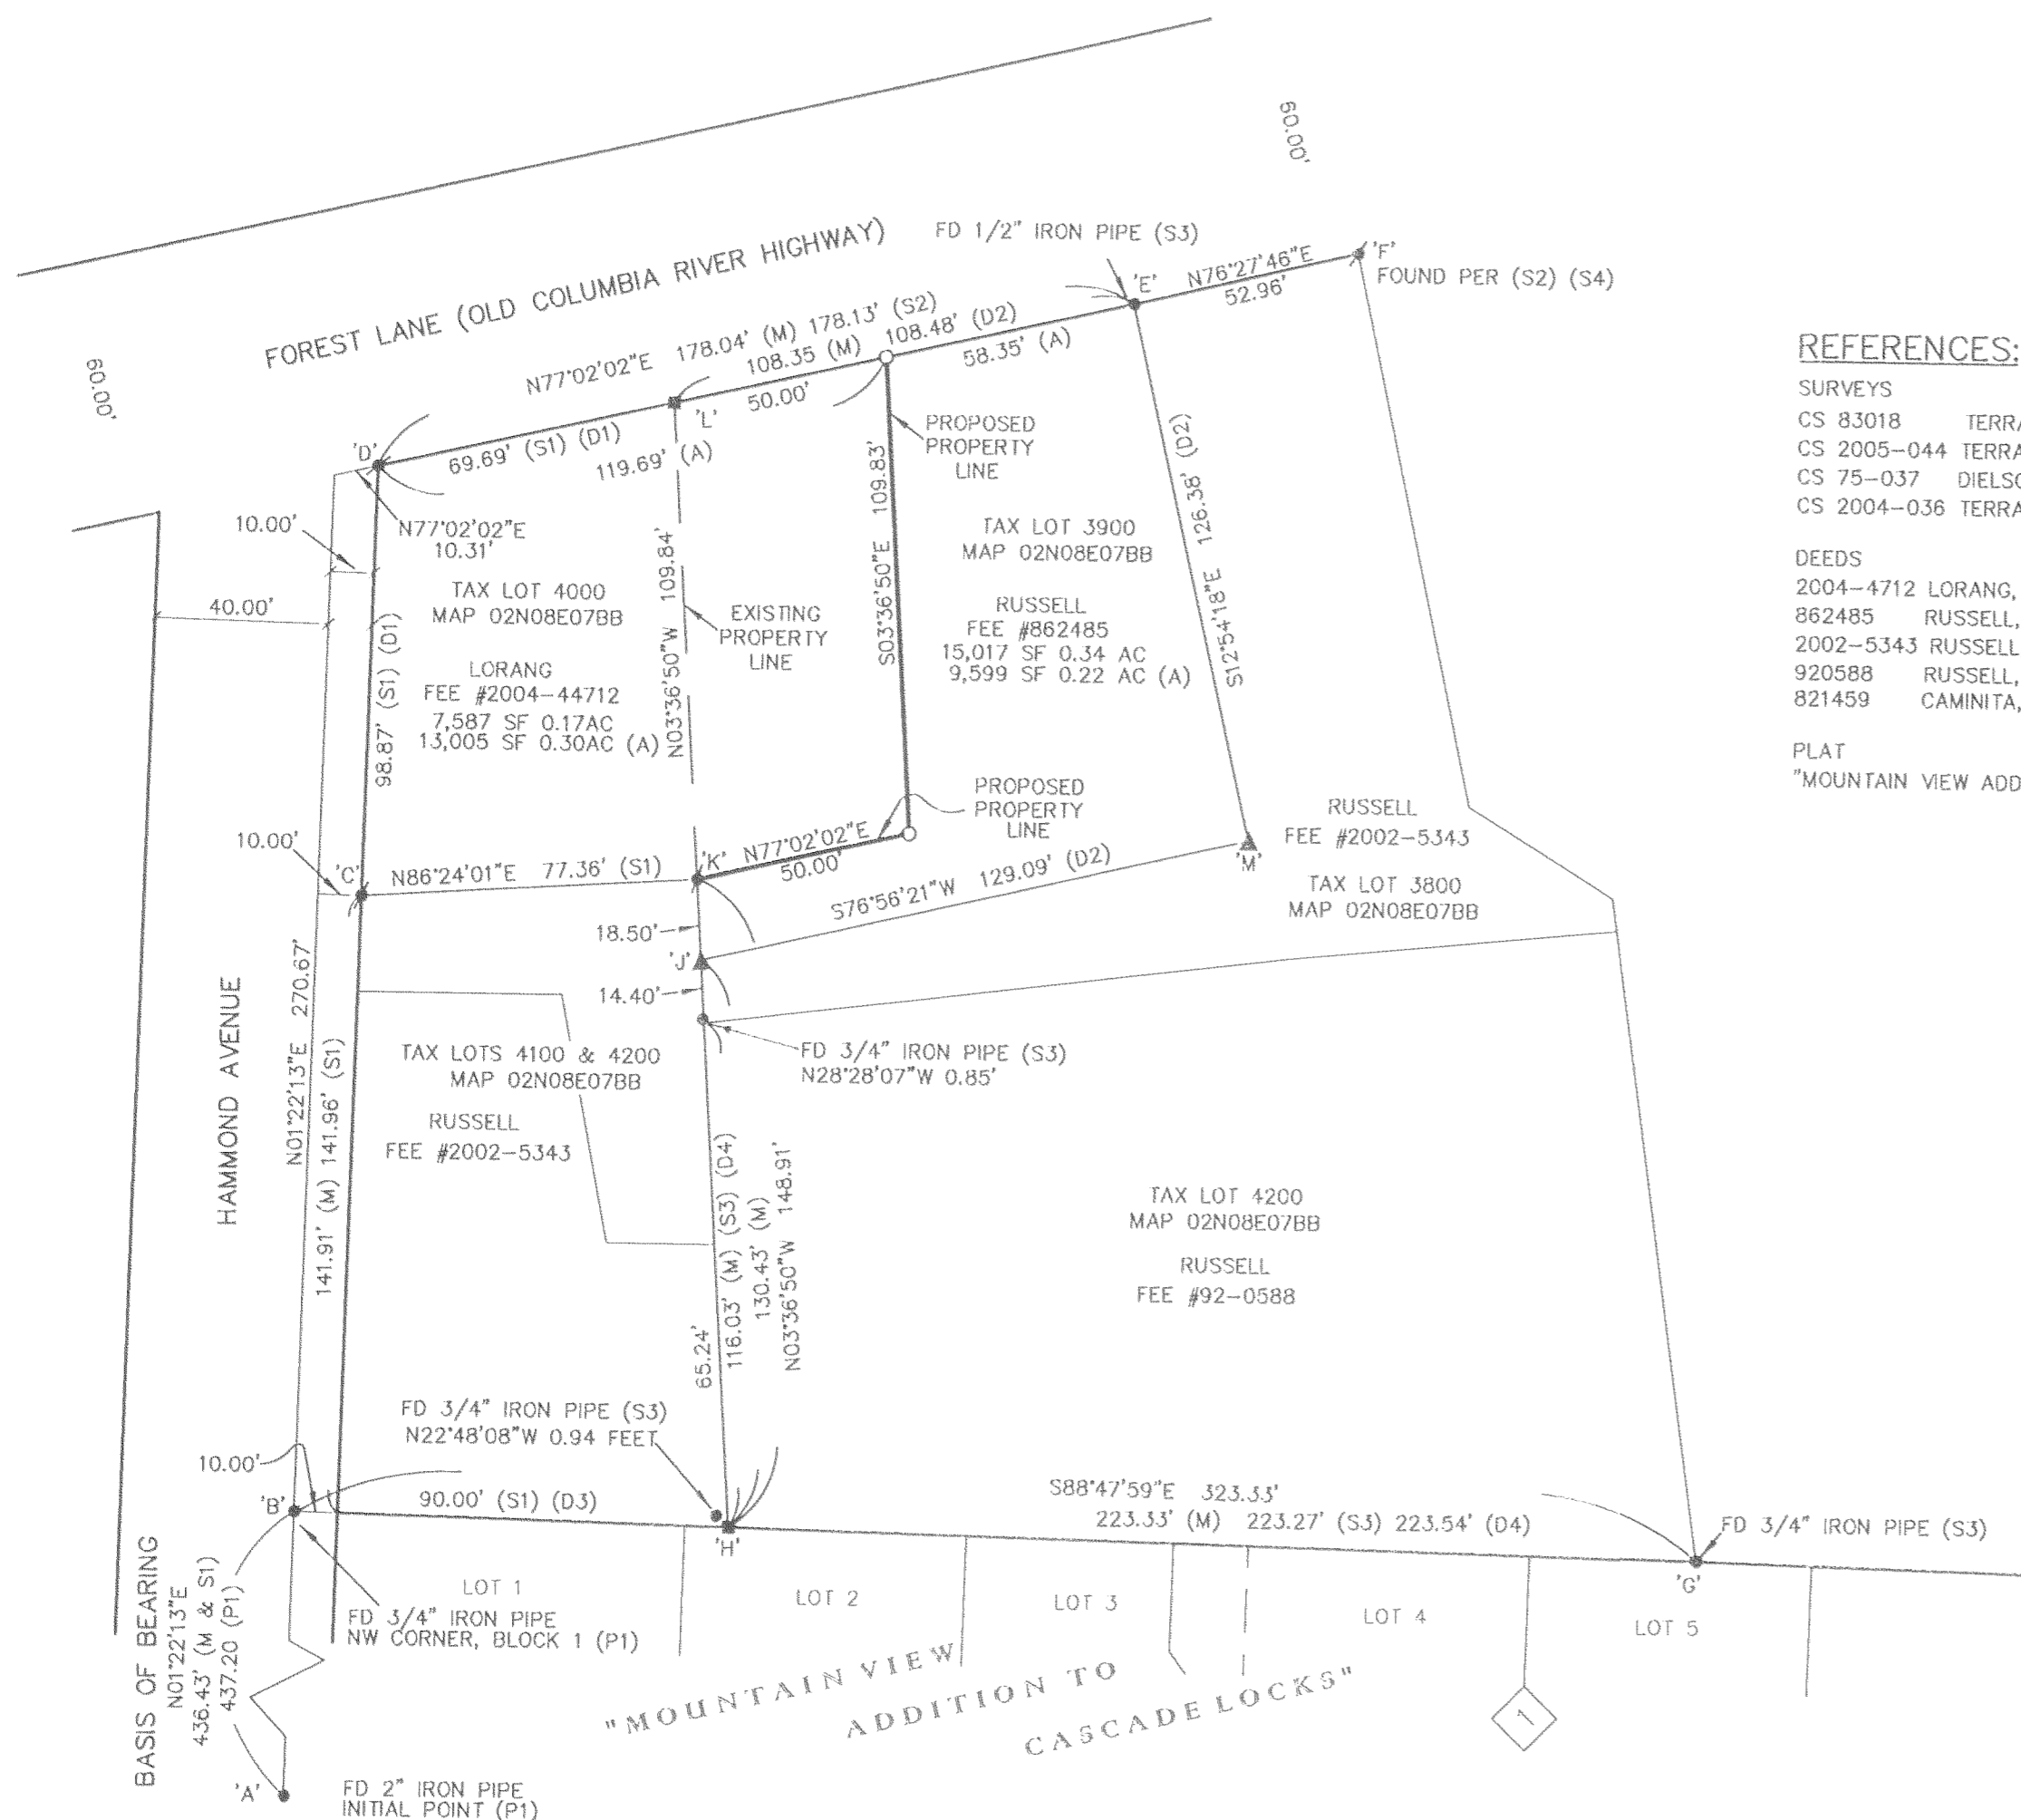 60.00'
FD 1/2" IRON PIPE (S3)
'E'
N76°27'46"E
52.96'
'F'
FOUND PER (S2) (S4)
FOREST LANE (OLD COLUMBIA RIVER HIGHWAY)
60.00'
N77°02'02"E 178.04' (M) 178.13' (S2)
108.35 (M) 108.48' (D2)
58.35' (A)
50.00'
'L'
'D'
69.69' (S1) (D1)
119.69' (A)
PROPOSED
PROPERTY
LINE
REFERENCES:
SURVEYS
CS 83018 TERRA
CS 2005-044 TERRA
CS 75-037 DIELSC
CS 2004-036 TERRA
DEEDS
2004-4712 LORANG,
862485 RUSSELL,
2002-5343 RUSSELL
920588 RUSSELL,
821459 CAMINITA,
PLAT
"MOUNTAIN VIEW ADD
10.00'
N77°02'02"E
10.31'
40.00'
TAX LOT 4000
MAP 02N08E07BB
LORANG
FEE #2004-44712
7,587 SF 0.17AC
13,005 SF 0.30AC (A)
98.87' (S1) (D1)
N03°36'50"W 109.84'
EXISTING
PROPERTY
LINE
S03°36'50"E 109.83'
TAX LOT 3900
MAP 02N08E07BB
RUSSELL
FEE #862485
15,017 SF 0.34 AC
9,599 SF 0.22 AC (A)
S12°54'18"E 126.38' (D2)
PROPOSED
PROPERTY
LINE
RUSSELL
FEE #2002-5343
TAX LOT 3800
MAP 02N08E07BB
10.00'
'C'
N86°24'01"E 77.36' (S1)
'K'
N77°02'02"E
50.00'
'M'
S76°56'21"W 129.09' (D2)
18.50'
'J'
14.40'
HAMMOND AVENUE
N01°22'13"E 270.67'
141.91' (M) 141.96' (S1)
TAX LOTS 4100 & 4200
MAP 02N08E07BB
RUSSELL
FEE #2002-5343
FD 3/4" IRON PIPE (S3)
N28°28'07"W 0.85'
65.24'
116.03' (M) (S3) (D4)
130.43' (M)
N03°36'50"W 148.91'
TAX LOT 4200
MAP 02N08E07BB
RUSSELL
FEE #92-0588
FD 3/4" IRON PIPE (S3)
N22°48'08"W 0.94 FEET
10.00'
'B'
90.00' (S1) (D3)
'H'
S88°47'59"E 323.33'
223.33' (M) 223.27' (S3) 223.54' (D4)
FD 3/4" IRON PIPE (S3)
'G'
LOT 1
LOT 2
LOT 3
LOT 4
LOT 5
FD 3/4" IRON PIPE
NW CORNER, BLOCK 1 (P1)
BASIS OF BEARING
N01°22'13"E
436.43' (M & S1)
437.20 (P1)
"MOUNTAIN VIEW
ADDITION TO
CASCADE LOCKS"
1
'A'
FD 2" IRON PIPE
INITIAL POINT (P1)